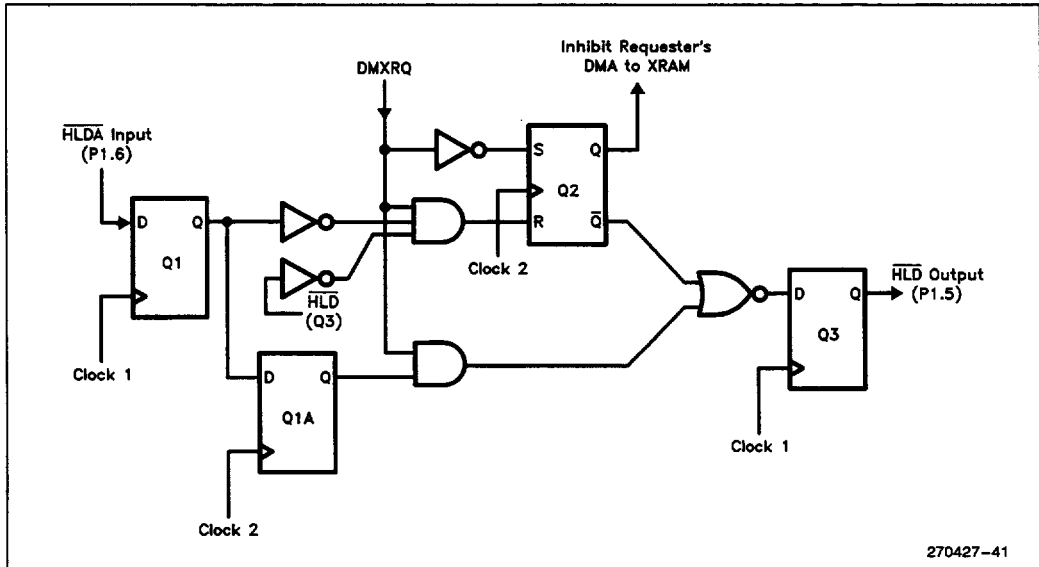 Inhibit Requester's
DMA to XRAM
DMXRQ
HLDA Input
(P1.6)
S Q
Q2
R Q̅
D Q
Q1
Clock 2
HLD
(Q3)
HLD Output
(P1.5)
D Q
Q3
Clock 1
D Q
Q1A
Clock 1
Clock 2
270427–41